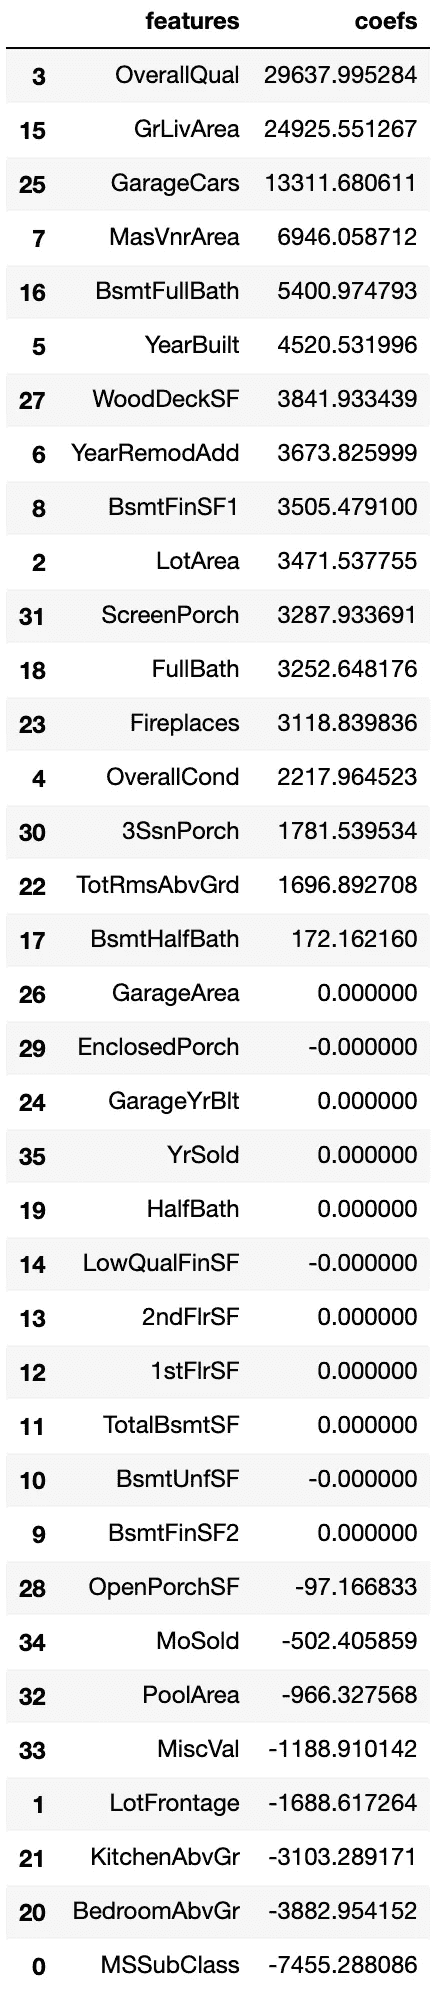 features coefs
3 OverallQual 29637.995284
15 GrLivArea 24925.551267
25 GarageCars 13311.680611
7 MasVnrArea 6946.058712
16 BsmtFullBath 5400.974793
5 YearBuilt 4520.531996
27 WoodDeckSF 3841.933439
6 YearRemodAdd 3673.825999
8 BsmtFinSF1 3505.479100
2 LotArea 3471.537755
31 ScreenPorch 3287.933691
18 FullBath 3252.648176
23 Fireplaces 3118.839836
4 OverallCond 2217.964523
30 3SsnPorch 1781.539534
22 TotRmsAbvGrd 1696.892708
17 BsmtHalfBath 172.162160
26 GarageArea 0.000000
29 EnclosedPorch -0.000000
24 GarageYrBlt 0.000000
35 YrSold 0.000000
19 HalfBath 0.000000
14 LowQualFinSF -0.000000
13 2ndFlrSF 0.000000
12 1stFlrSF 0.000000
11 TotalBsmtSF 0.000000
10 BsmtUnfSF -0.000000
9 BsmtFinSF2 0.000000
28 OpenPorchSF -97.166833
34 MoSold -502.405859
32 PoolArea -966.327568
33 MiscVal -1188.910142
1 LotFrontage -1688.617264
21 KitchenAbvGr -3103.289171
20 BedroomAbvGr -3882.954152
0 MSSubClass -7455.288086